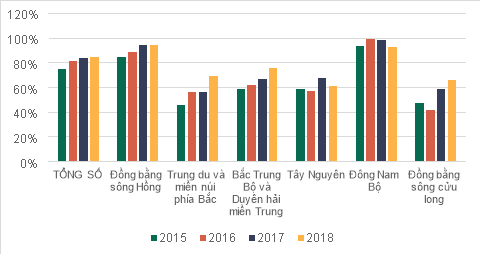 120%
100%
80%
60%
40%
20%
0%
TỔNG SỐ
Đồng bằng
sông Hồng
Trung du và
miền núi
phía Bắc
Bắc Trung
Bộ và
Duyên hải
miền Trung
Tây Nguyên
Đông Nam
Bộ
Đồng bằng
sông cửu
long
2015 2016 2017 2018